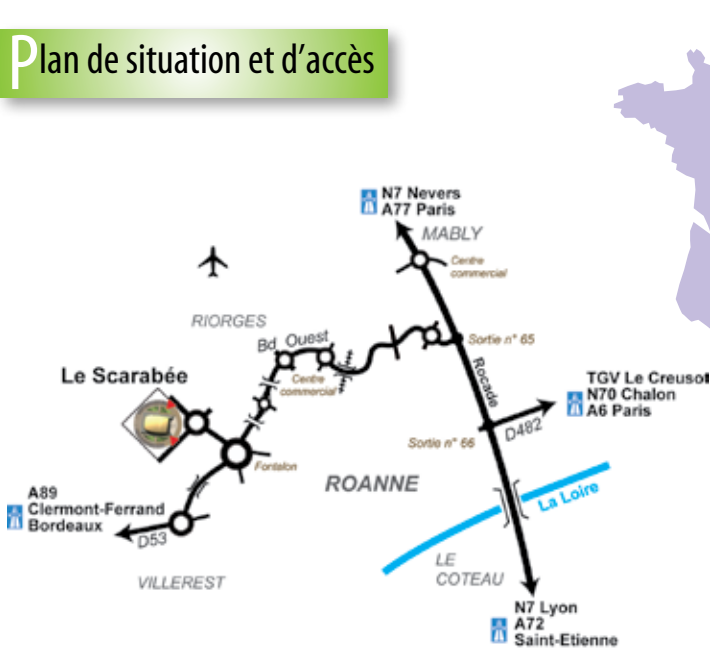 Plan de situation et d’accès
N7 Nevers
A77 Paris
MABLY
Centre
commercial
RIORGES
Bd Ouest
Sortie n° 65
Le Scarabée
Centre
commercial
Rocade
TGV Le Creusot
N70 Chalon
A6 Paris
D482
Sortie n° 66
Fontalon
ROANNE
A89
Clermont-Ferrand
Bordeaux
La Loire
D53
LE
COTEAU
VILLEREST
N7 Lyon
A72
Saint-Etienne